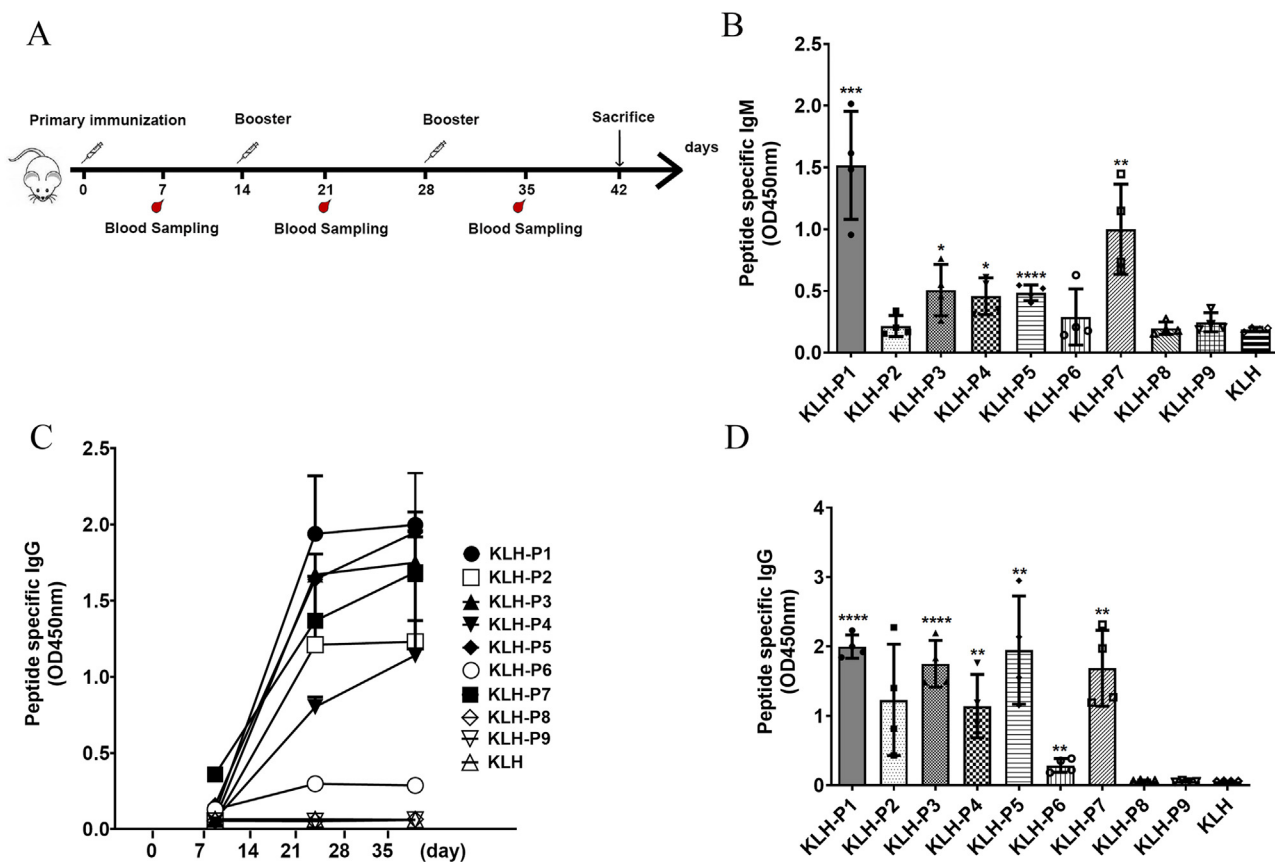 A
Primary immunization
Booster
Booster
Sacrifice
days
0
7
14
21
28
35
42
Blood Sampling
Blood Sampling
Blood Sampling
B
Peptide specific IgM
(OD450nm)
2.5
2.0
1.5
1.0
0.5
0.0
***
*
*
****
**
KLH-P1
KLH-P2
KLH-P3
KLH-P4
KLH-P5
KLH-P6
KLH-P7
KLH-P8
KLH-P9
KLH
C
Peptide specific IgG
(OD450nm)
2.5
2.0
1.5
1.0
0.5
0.0
0
7
14
21
28
35
(day)
KLH-P1
KLH-P2
KLH-P3
KLH-P4
KLH-P5
KLH-P6
KLH-P7
KLH-P8
KLH-P9
KLH
D
Peptide specific IgG
(OD450nm)
4
3
2
1
0
****
****
**
**
**
**
KLH-P1
KLH-P2
KLH-P3
KLH-P4
KLH-P5
KLH-P6
KLH-P7
KLH-P8
KLH-P9
KLH